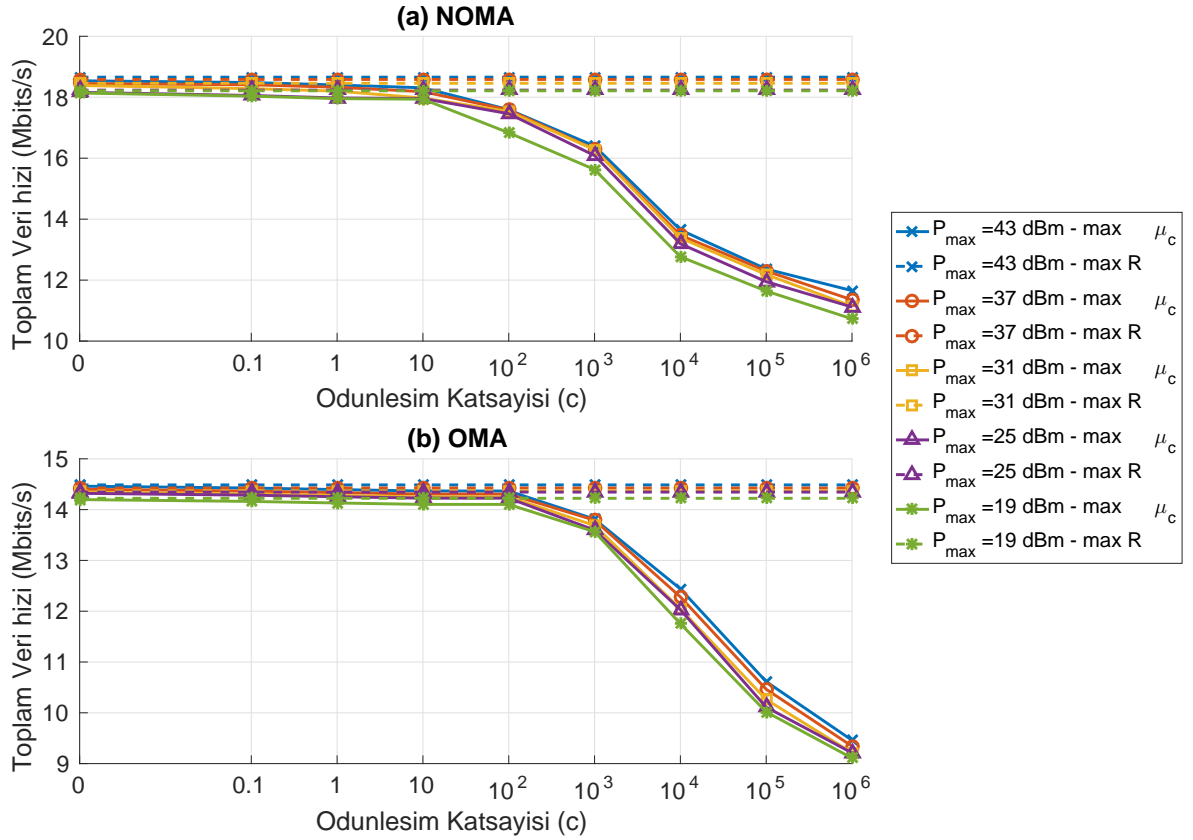 (a) NOMA
Toplam Veri hizi (Mbits/s)
20
18
16
14
12
10
0 0.1 1 10 10^2 10^3 10^4 10^5 10^6
Odunlesim Katsayisi (c)
(b) OMA
Toplam Veri hizi (Mbits/s)
15
14
13
12
11
10
9
0 0.1 1 10 10^2 10^3 10^4 10^5 10^6
Odunlesim Katsayisi (c)
P_max =43 dBm - max μ_c
P_max =43 dBm - max R
P_max =37 dBm - max μ_c
P_max =37 dBm - max R
P_max =31 dBm - max μ_c
P_max =31 dBm - max R
P_max =25 dBm - max μ_c
P_max =25 dBm - max R
P_max =19 dBm - max μ_c
P_max =19 dBm - max R